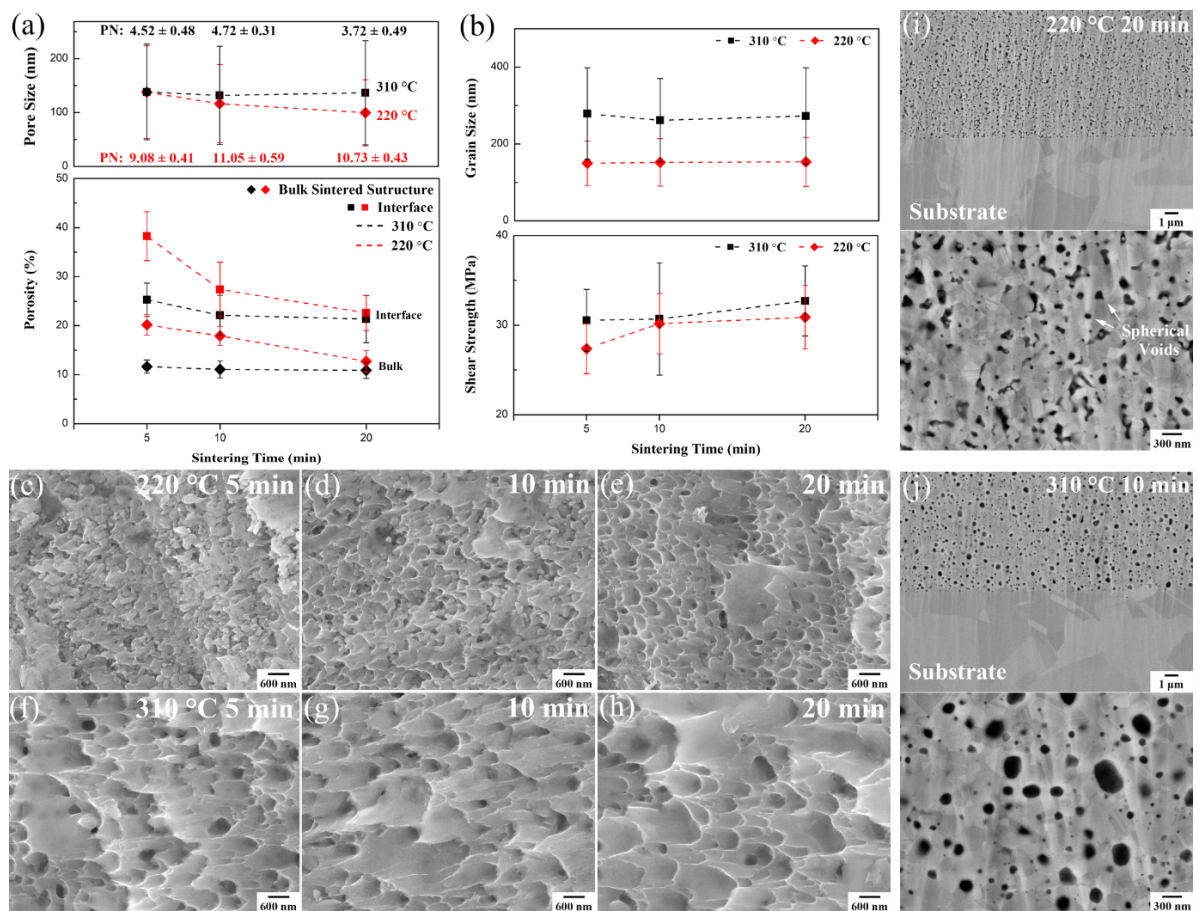 (a)
PN: 4.52 ± 0.48 4.72 ± 0.31 3.72 ± 0.49
200
150
100
50
0
Pore Size (nm)
310 °C
220 °C
PN: 9.08 ± 0.41 11.05 ± 0.59 10.73 ± 0.43
Bulk Sintered Sutructure
Interface
310 °C
220 °C
50
40
30
20
10
0
Porosity (%)
Interface
Bulk
5 10 20
Sintering Time (min)
(b)
310 °C 220 °C
400
200
0
Grain Size (nm)
310 °C 220 °C
40
30
20
Shear Strength (MPa)
5 10 20
Sintering Time (min)
(i) 220 °C 20 min
Substrate
1 μm
Spherical
Voids
300 nm
(c) 220 °C 5 min
600 nm
(d) 10 min
600 nm
(e) 20 min
600 nm
(f) 310 °C 5 min
600 nm
(g) 10 min
600 nm
(h) 20 min
600 nm
(j) 310 °C 10 min
Substrate
1 μm
300 nm